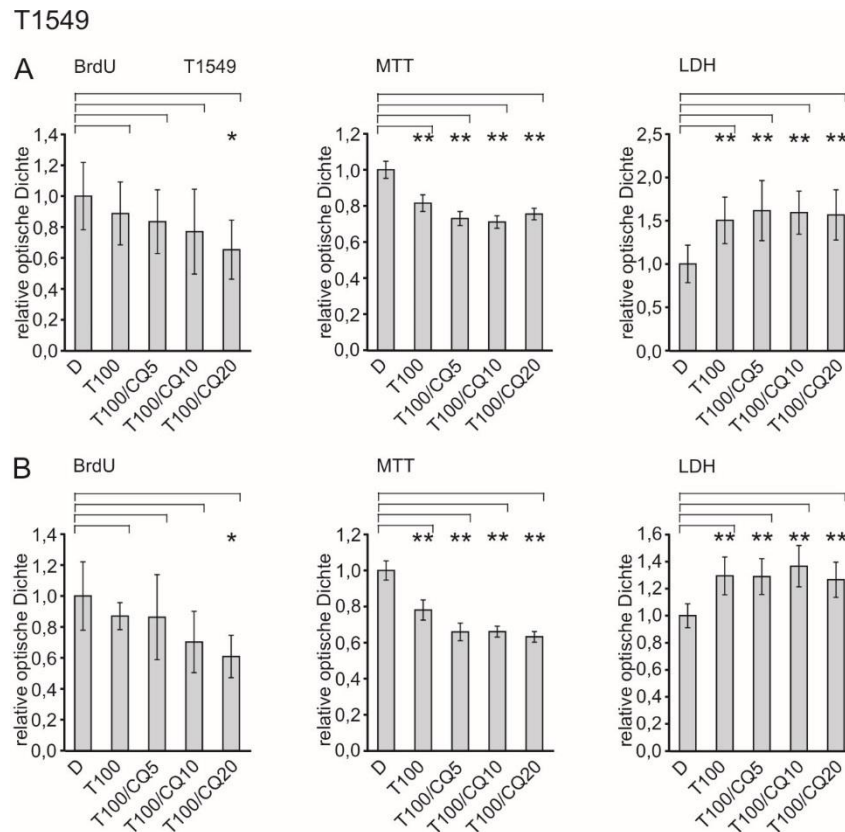 T1549
A
BrdU T1549
relative optische Dichte
1,4
1,2
1,0
0,8
0,6
0,4
0,2
0,0
*
D
T100
T100/CQ5
T100/CQ10
T100/CQ20
MTT
relative optische Dichte
1,2
1,0
0,8
0,6
0,4
0,2
1,0
** ** ** **
D
T100
T100/CQ5
T100/CQ10
T100/CQ20
LDH
relative optische Dichte
2,5
2,0
1,5
1,0
0,5
0,0
** ** ** **
D
T100
T100/CQ5
T100/CQ10
T100/CQ20
B
BrdU
relative optische Dichte
1,4
1,2
1,0
0,8
0,6
0,4
0,2
0,0
*
D
T100
T100/CQ5
T100/CQ10
T100/CQ20
MTT
relative optische Dichte
1,2
1,0
0,8
0,6
0,4
0,2
1,0
** ** ** **
D
T100
T100/CQ5
T100/CQ10
T100/CQ20
LDH
relative optische Dichte
1,6
1,4
1,2
1,0
0,8
0,6
0,4
0,2
0,0
** ** ** **
D
T100
T100/CQ5
T100/CQ10
T100/CQ20